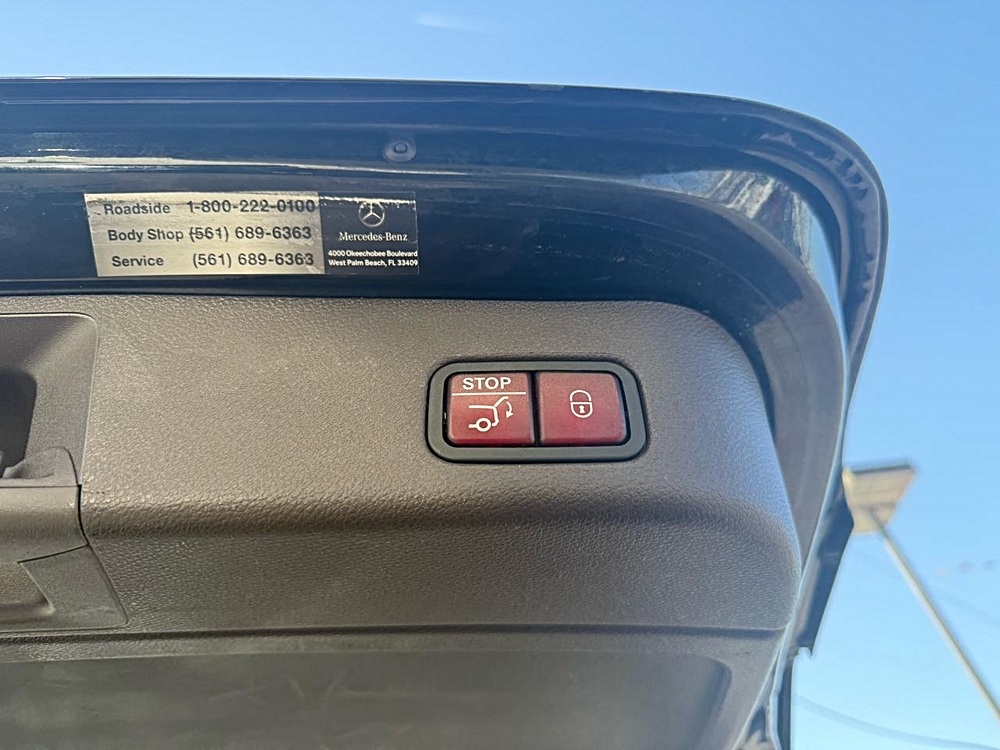 Roadside 1-800-222-0100
Body Shop (561) 689-6363
Service (561) 689-6363
Mercedes-Benz
4000 Okeechobee Boulevard
West Palm Beach, FL 33409
STOP